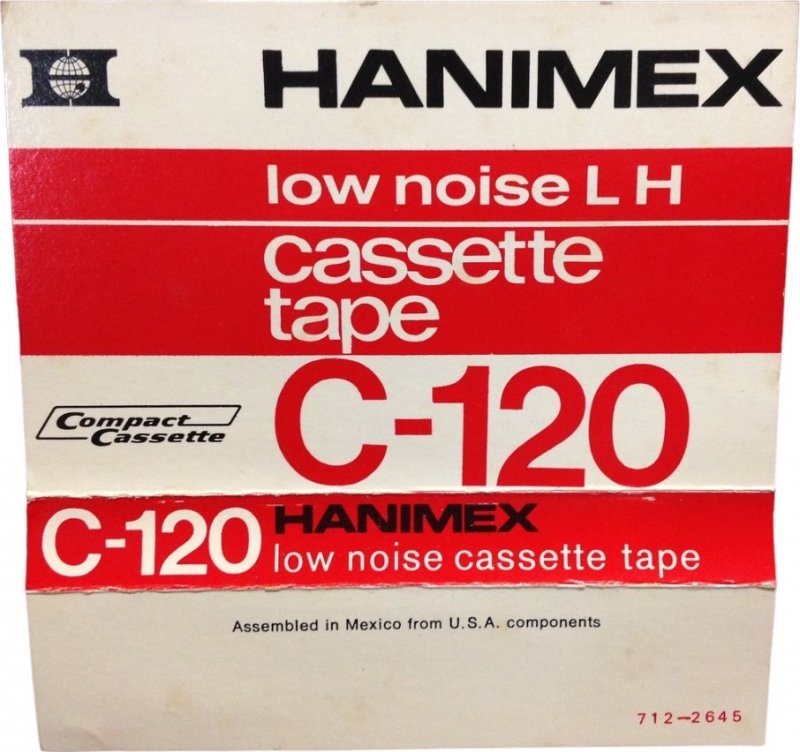 HANIMEX
low noise L H
cassette
tape
Compact
Cassette
C-120
C-120
HANIMEX
low noise cassette tape
Assembled in Mexico from U.S.A. components
712-2645